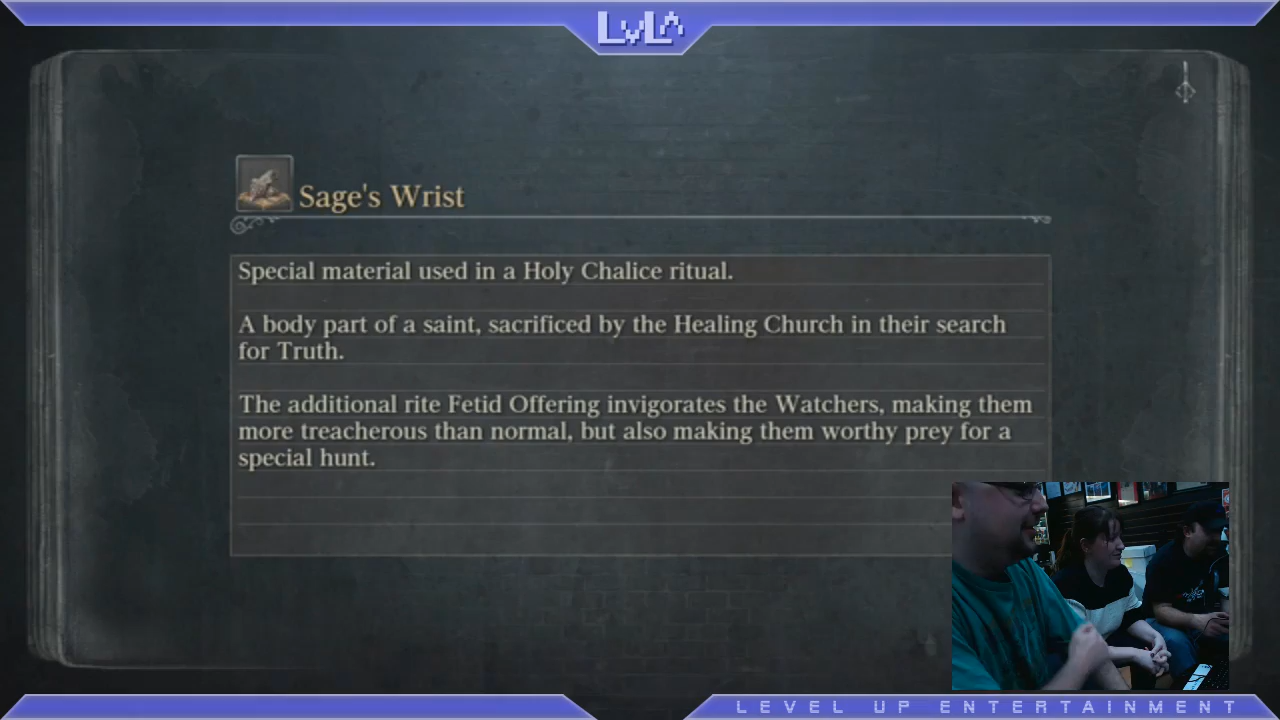 LvL^
Sage's Wrist
Special material used in a Holy Chalice ritual.
A body part of a saint, sacrificed by the Healing Church in their search
for Truth.
The additional rite Fetid Offering invigorates the Watchers, making them
more treacherous than normal, but also making them worthy prey for a
special hunt.
LEVEL UP ENTERTAINMENT